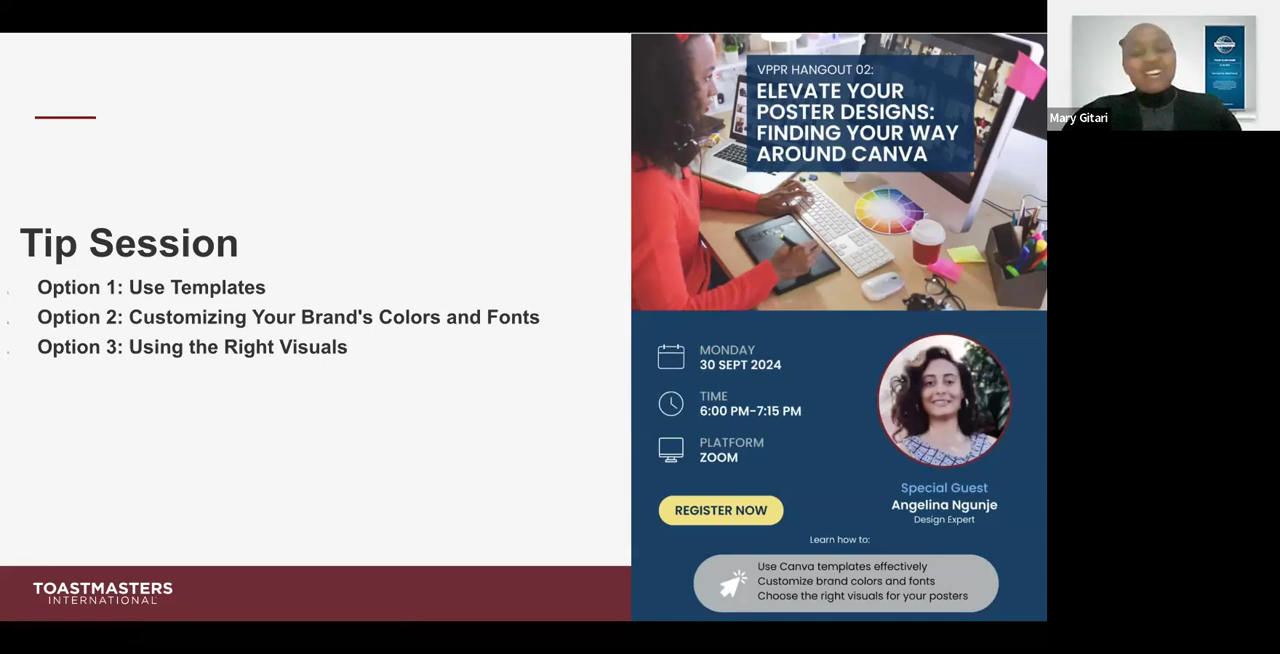 Tip Session
Option 1: Use Templates
Option 2: Customizing Your Brand's Colors and Fonts
Option 3: Using the Right Visuals
TOASTMASTERS
INTERNATIONAL
VPPR HANGOUT 02:
ELEVATE YOUR
POSTER DESIGNS:
FINDING YOUR WAY
AROUND CANVA
MONDAY
30 SEPT 2024
TIME
6:00 PM-7:15 PM
PLATFORM
ZOOM
REGISTER NOW
Special Guest
Angelina Ngunje
Design Expert
Learn how to:
Use Canva templates effectively
Customize brand colors and fonts
Choose the right visuals for your posters
Mary Gitari